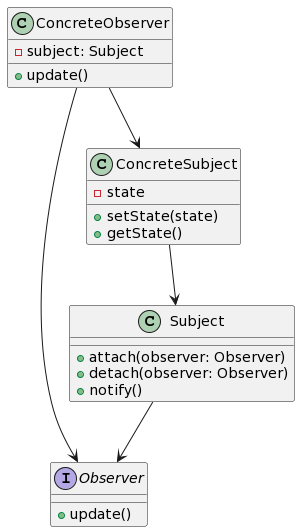 C ConcreteObserver
subject: Subject
update()
C ConcreteSubject
state
setState(state)
getState()
C Subject
attach(observer: Observer)
detach(observer: Observer)
notify()
I Observer
update()